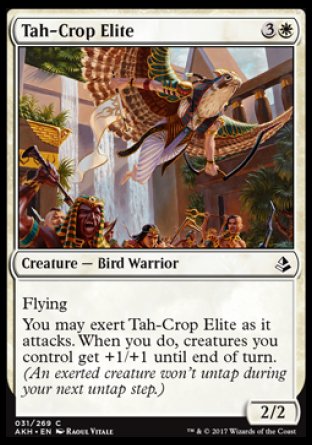 Tah-Crop Elite 3
Creature — Bird Warrior
Flying
You may exert Tah-Crop Elite as it
attacks. When you do, creatures you
control get +1/+1 until end of turn.
(An exerted creature won't untap during
your next untap step.)
2/2
031/269 C
AKH • EN Raoul Vitale
™ & © 2017 Wizards of the Coast